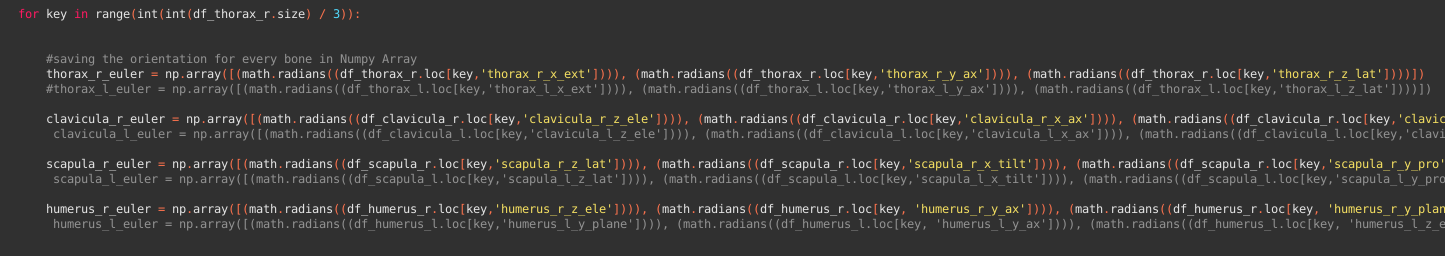 for key in range(int(int(df_thorax_r.size) / 3)):
#saving the orientation for every bone in Numpy Array
thorax_r_euler = np.array([(math.radians((df_thorax_r.loc[key,'thorax_r_x_ext']))), (math.radians((df_thorax_r.loc[key,'thorax_r_y_ax']))), (math.radians((df_thorax_r.loc[key,'thorax_r_z_lat'])))])
#thorax_l_euler = np.array([(math.radians((df_thorax_l.loc[key,'thorax_l_x_ext']))), (math.radians((df_thorax_l.loc[key,'thorax_l_y_ax']))), (math.radians((df_thorax_l.loc[key,'thorax_l_z_lat'])))])
clavicula_r_euler = np.array([(math.radians((df_clavicula_r.loc[key,'clavicula_r_z_ele']))), (math.radians((df_clavicula_r.loc[key,'clavicula_r_x_ax']))), (math.radians((df_clavicula_r.loc[key,'clavic
clavicula_l_euler = np.array([(math.radians((df_clavicula_l.loc[key,'clavicula_l_z_ele']))), (math.radians((df_clavicula_l.loc[key,'clavicula_l_x_ax']))), (math.radians((df_clavicula_l.loc[key,'clavi
scapula_r_euler = np.array([(math.radians((df_scapula_r.loc[key,'scapula_r_z_lat']))), (math.radians((df_scapula_r.loc[key,'scapula_r_x_tilt']))), (math.radians((df_scapula_r.loc[key,'scapula_r_y_pro'
scapula_l_euler = np.array([(math.radians((df_scapula_l.loc[key,'scapula_l_z_lat']))), (math.radians((df_scapula_l.loc[key,'scapula_l_x_tilt']))), (math.radians((df_scapula_l.loc[key,'scapula_l_y_pro
humerus_r_euler = np.array([(math.radians((df_humerus_r.loc[key,'humerus_r_z_ele']))), (math.radians((df_humerus_r.loc[key, 'humerus_r_y_ax']))), (math.radians((df_humerus_r.loc[key, 'humerus_r_y_plan
humerus_l_euler = np.array([(math.radians((df_humerus_l.loc[key,'humerus_l_y_plane']))), (math.radians((df_humerus_l.loc[key, 'humerus_l_y_ax']))), (math.radians((df_humerus_l.loc[key, 'humerus_l_z_e